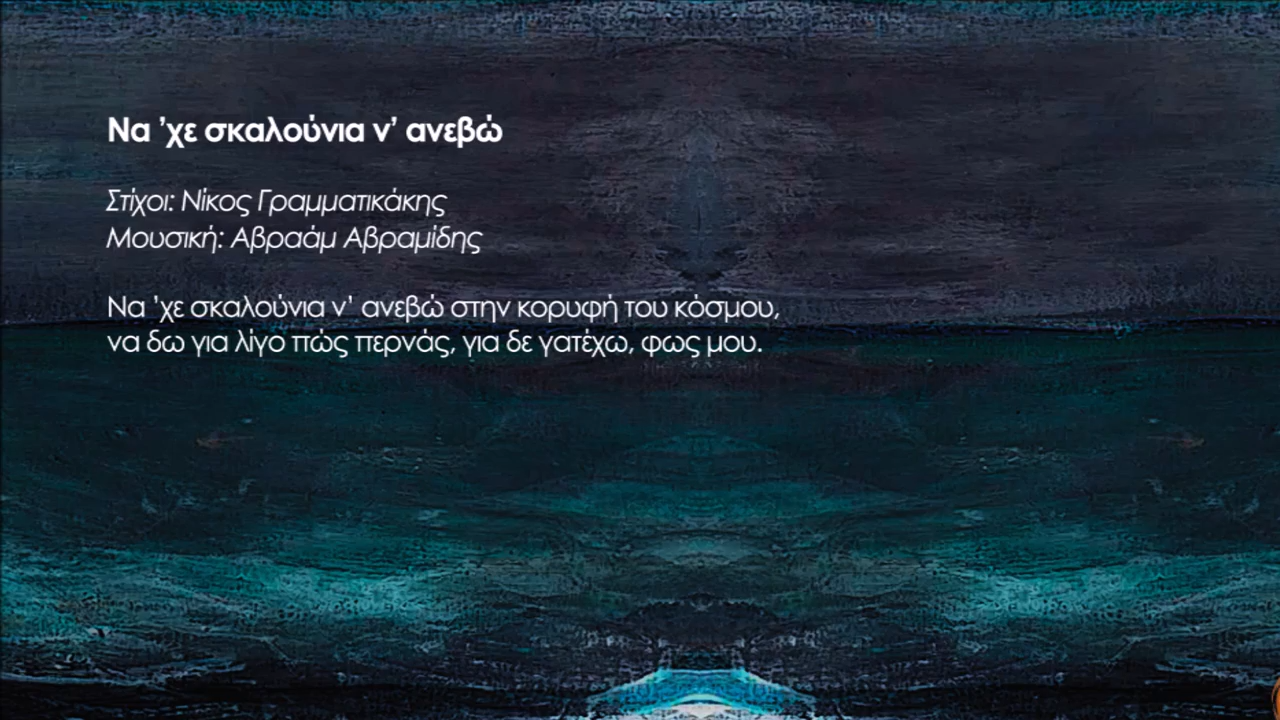 Να ’χε σκαλούνια ν’ ανεβώ
Στίχοι: Νίκος Γραμματικάκης
Μουσική: Αβραάμ Αβραμίδης
Να ’χε σκαλούνια ν’ ανεβώ στην κορυφή του κόσμου,
να δω για λίγο πώς περνάς, για δε γατέχω, φως μου.